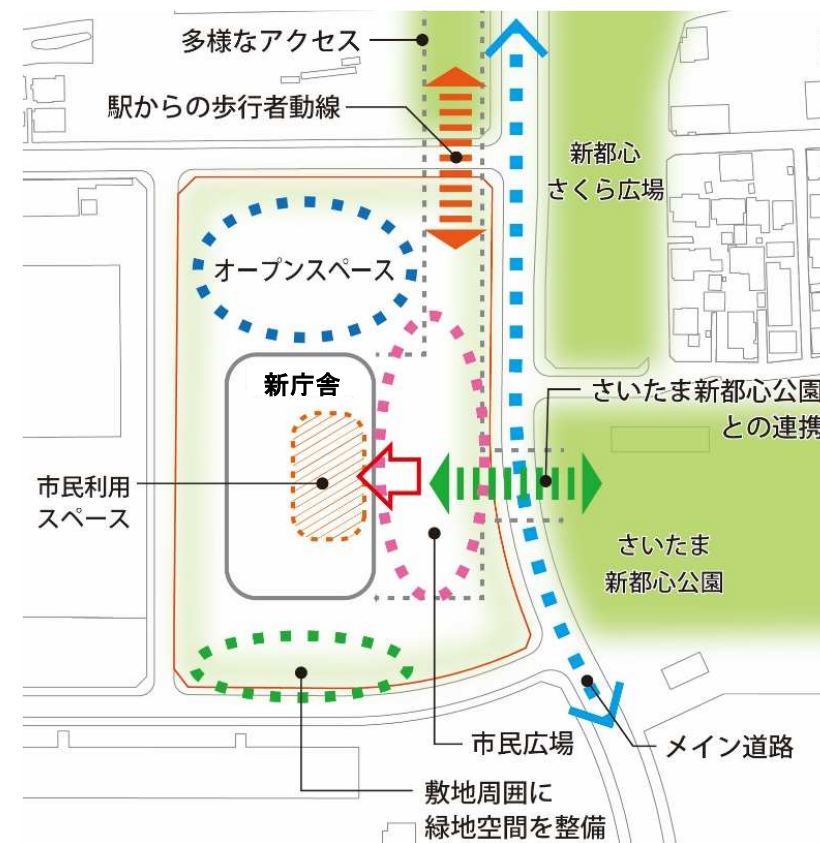 多様なアクセス
駅からの歩行者動線
新都心
さくら広場
オープンスペース
新庁舎
さいたま新都心公園
との連携
市民利用
スペース
さいたま
新都心公園
市民広場
メイン道路
敷地周囲に
緑地空間を整備